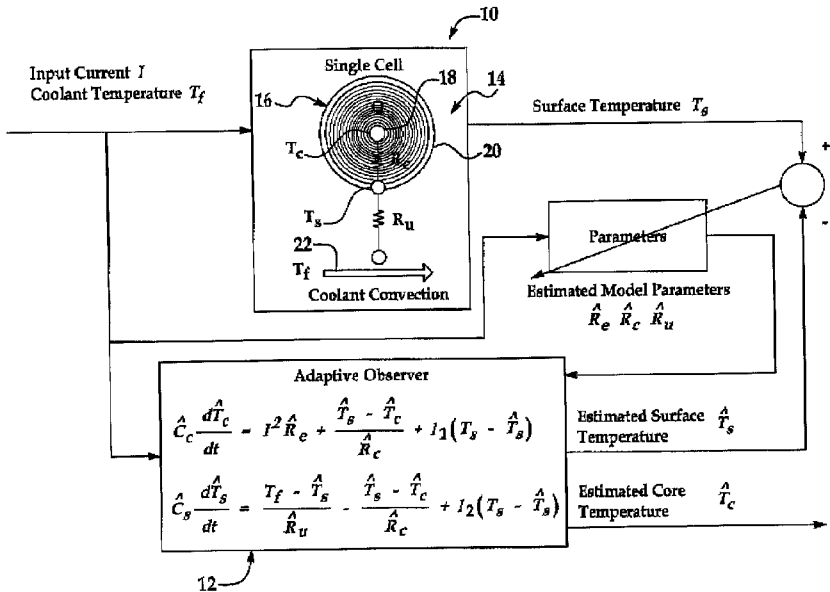 10
Input Current I
Coolant Temperature T_f
Single Cell
16
18
14
T_c
R_c
20
T_s
R_u
22
T_f
Coolant Convection
Surface Temperature T_s
+
-
Parameters
Estimated Model Parameters
R̂_e R̂_c R̂_u
Adaptive Observer
Ĉ_c dT̂_c/dt = I² R̂_e + (T̂_s - T̂_c)/R̂_c + l_1(T_s - T̂_s)
Ĉ_s dT̂_s/dt = (T_f - T̂_s)/R̂_u - (T̂_s - T̂_c)/R̂_c + l_2(T_s - T̂_s)
Estimated Surface Temperature T̂_s
Estimated Core Temperature T̂_c
12